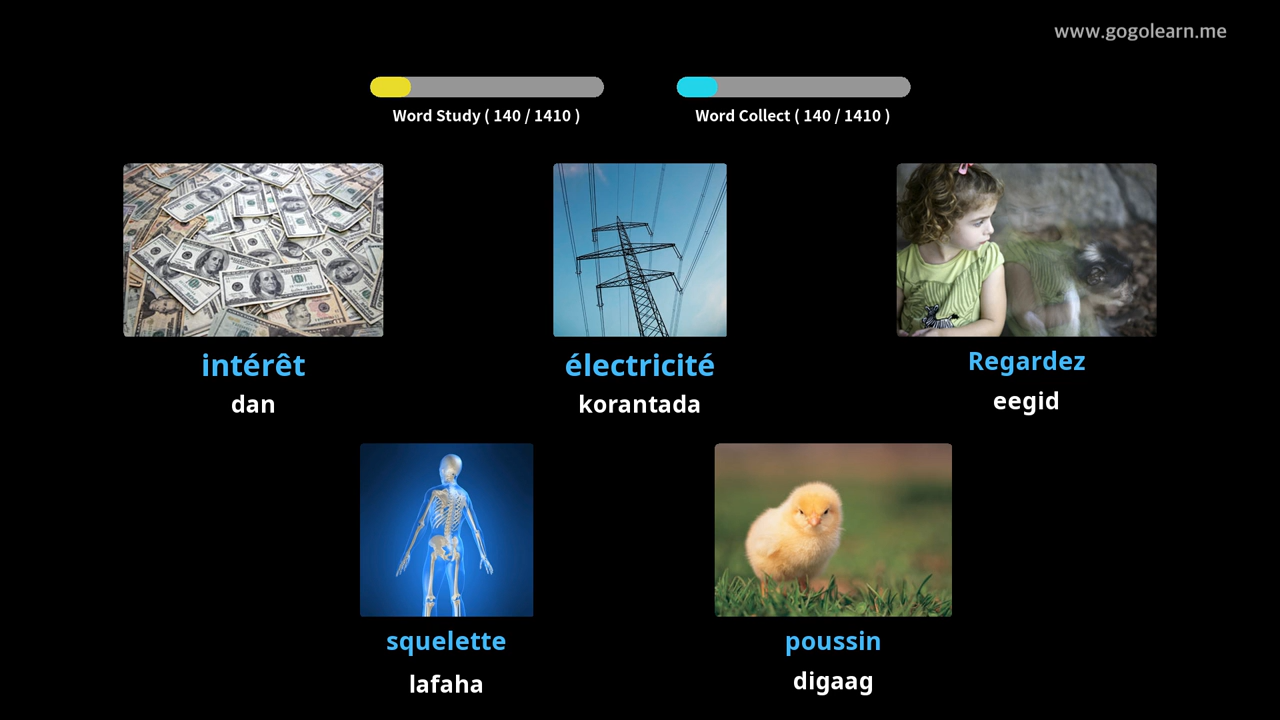 www.gogolearn.me
Word Study ( 140 / 1410 )
Word Collect ( 140 / 1410 )
intérêt
dan
électricité
korantada
Regardez
eegid
squelette
lafaha
poussin
digaag